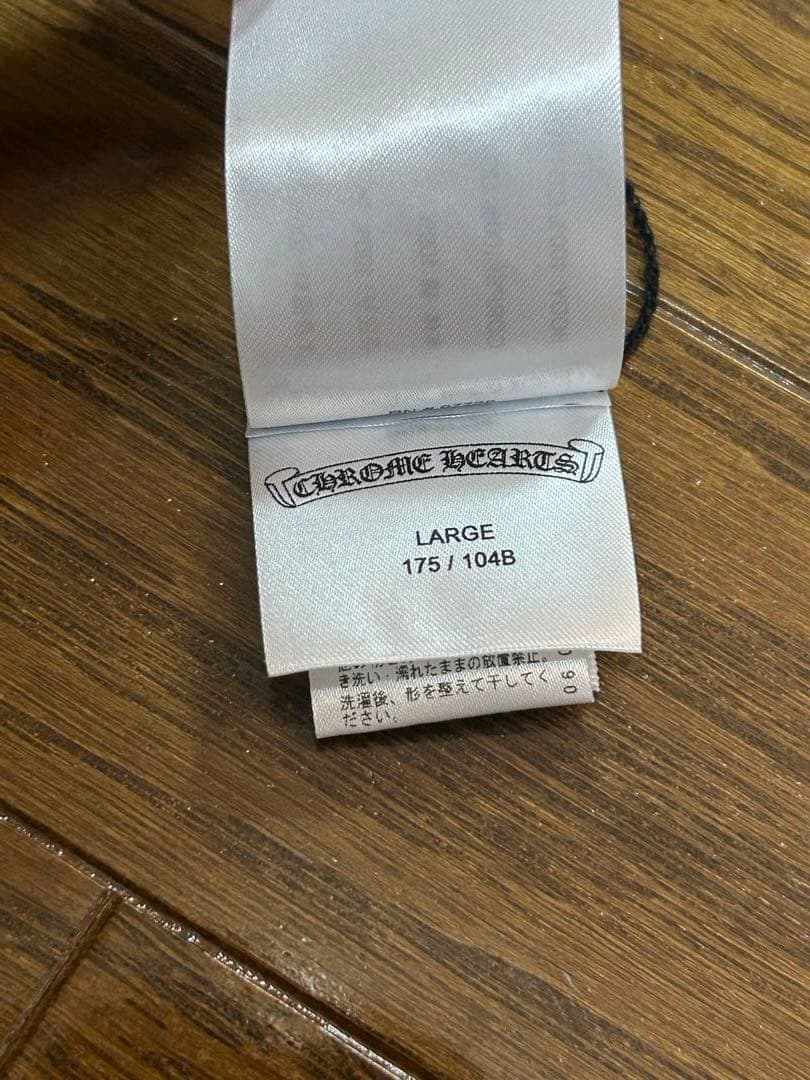 CHROME HEARTS
LARGE
175 / 104B
き洗い・濡れたままの放置禁止。
洗濯後、形を整えて干してく
ださい。
90